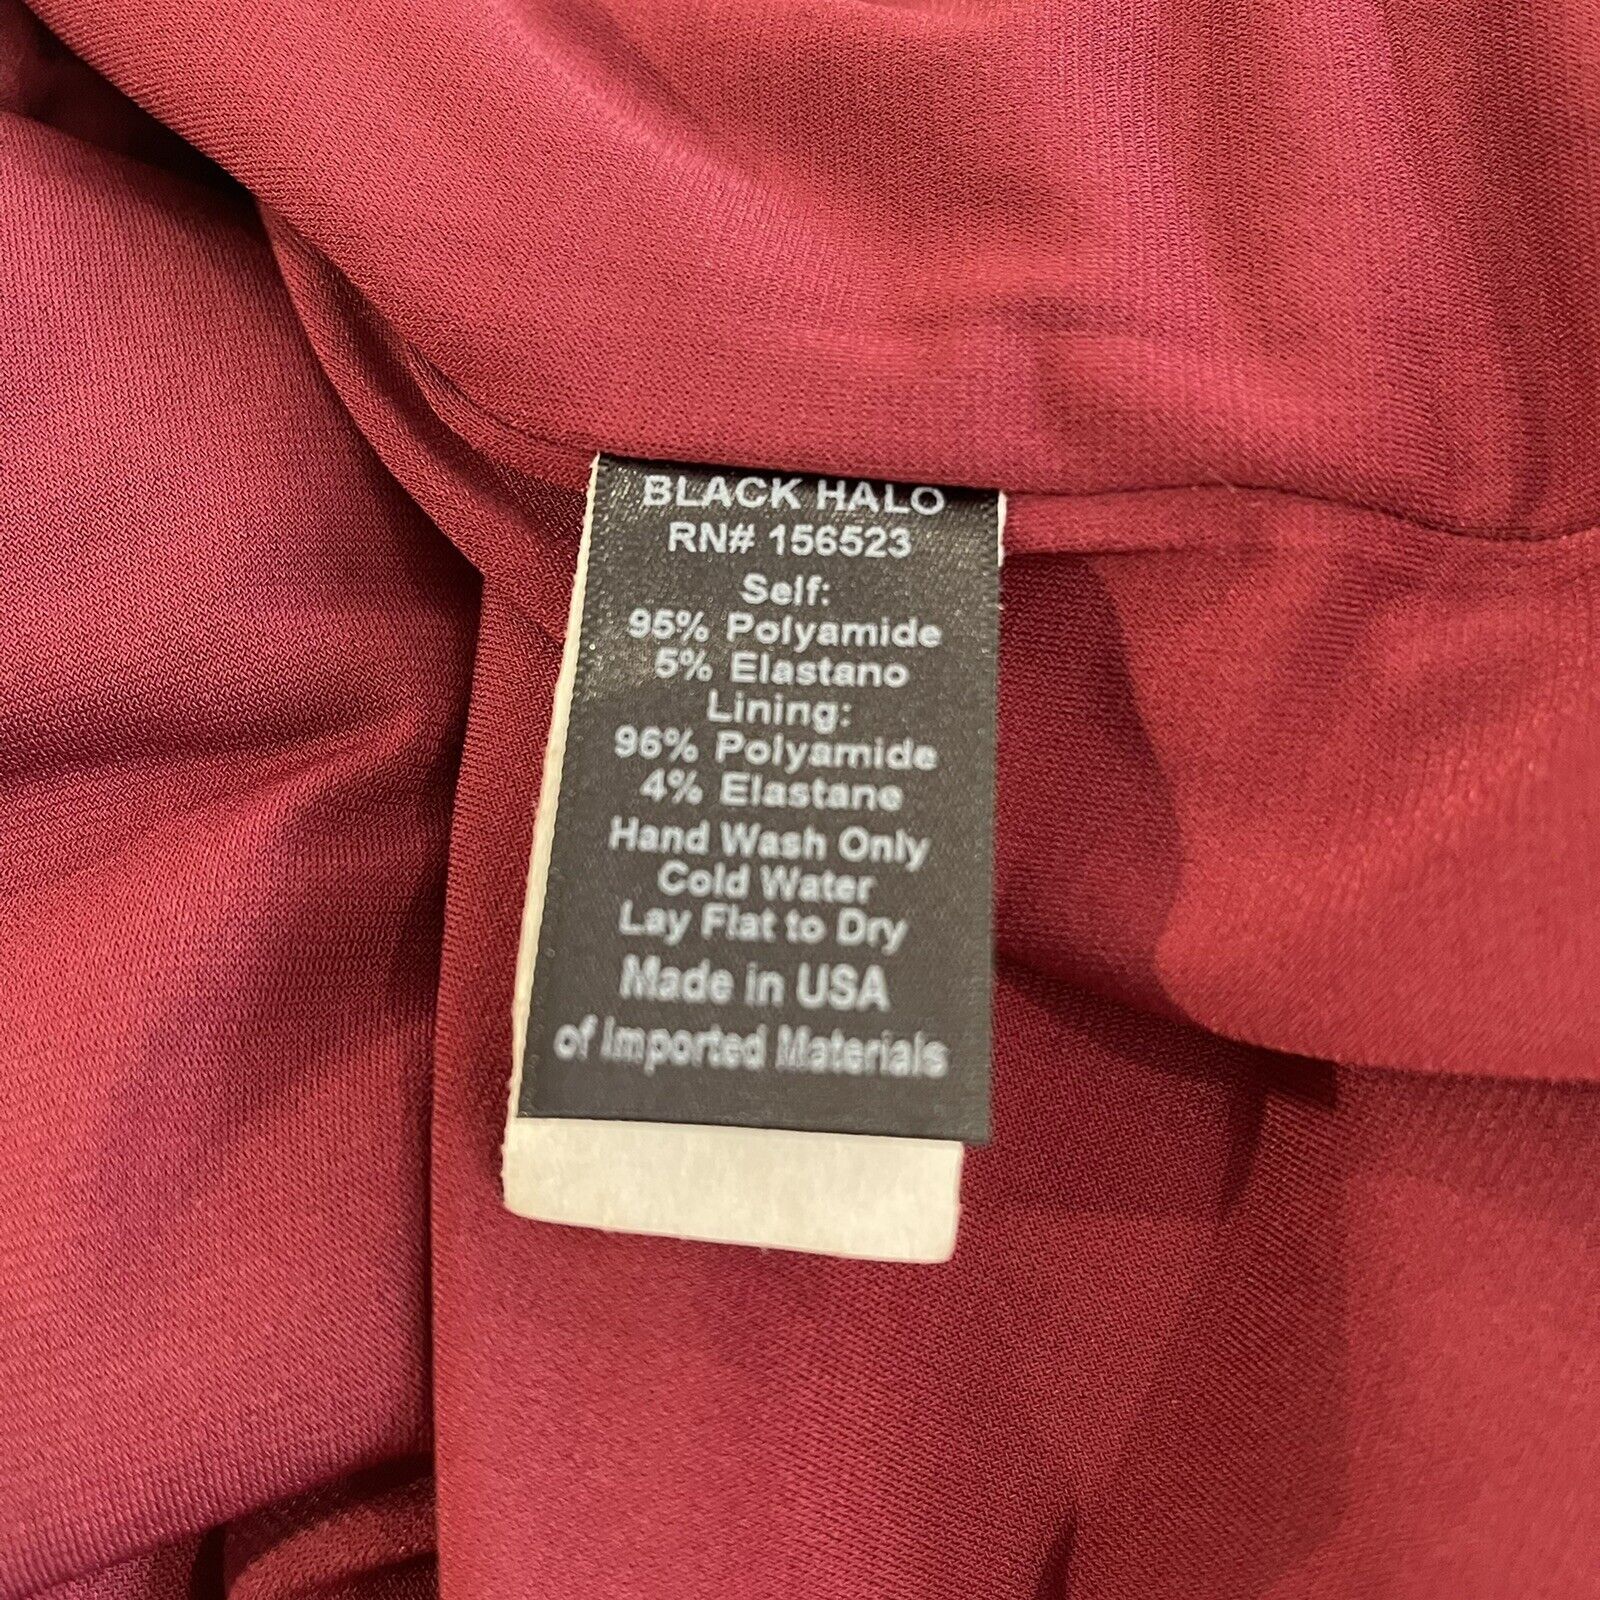 BLACK HALO
RN# 156523
Self:
95% Polyamide
5% Elastano
Lining:
96% Polyamide
4% Elastane
Hand Wash Only
Cold Water
Lay Flat to Dry
Made in USA
of Imported Materials